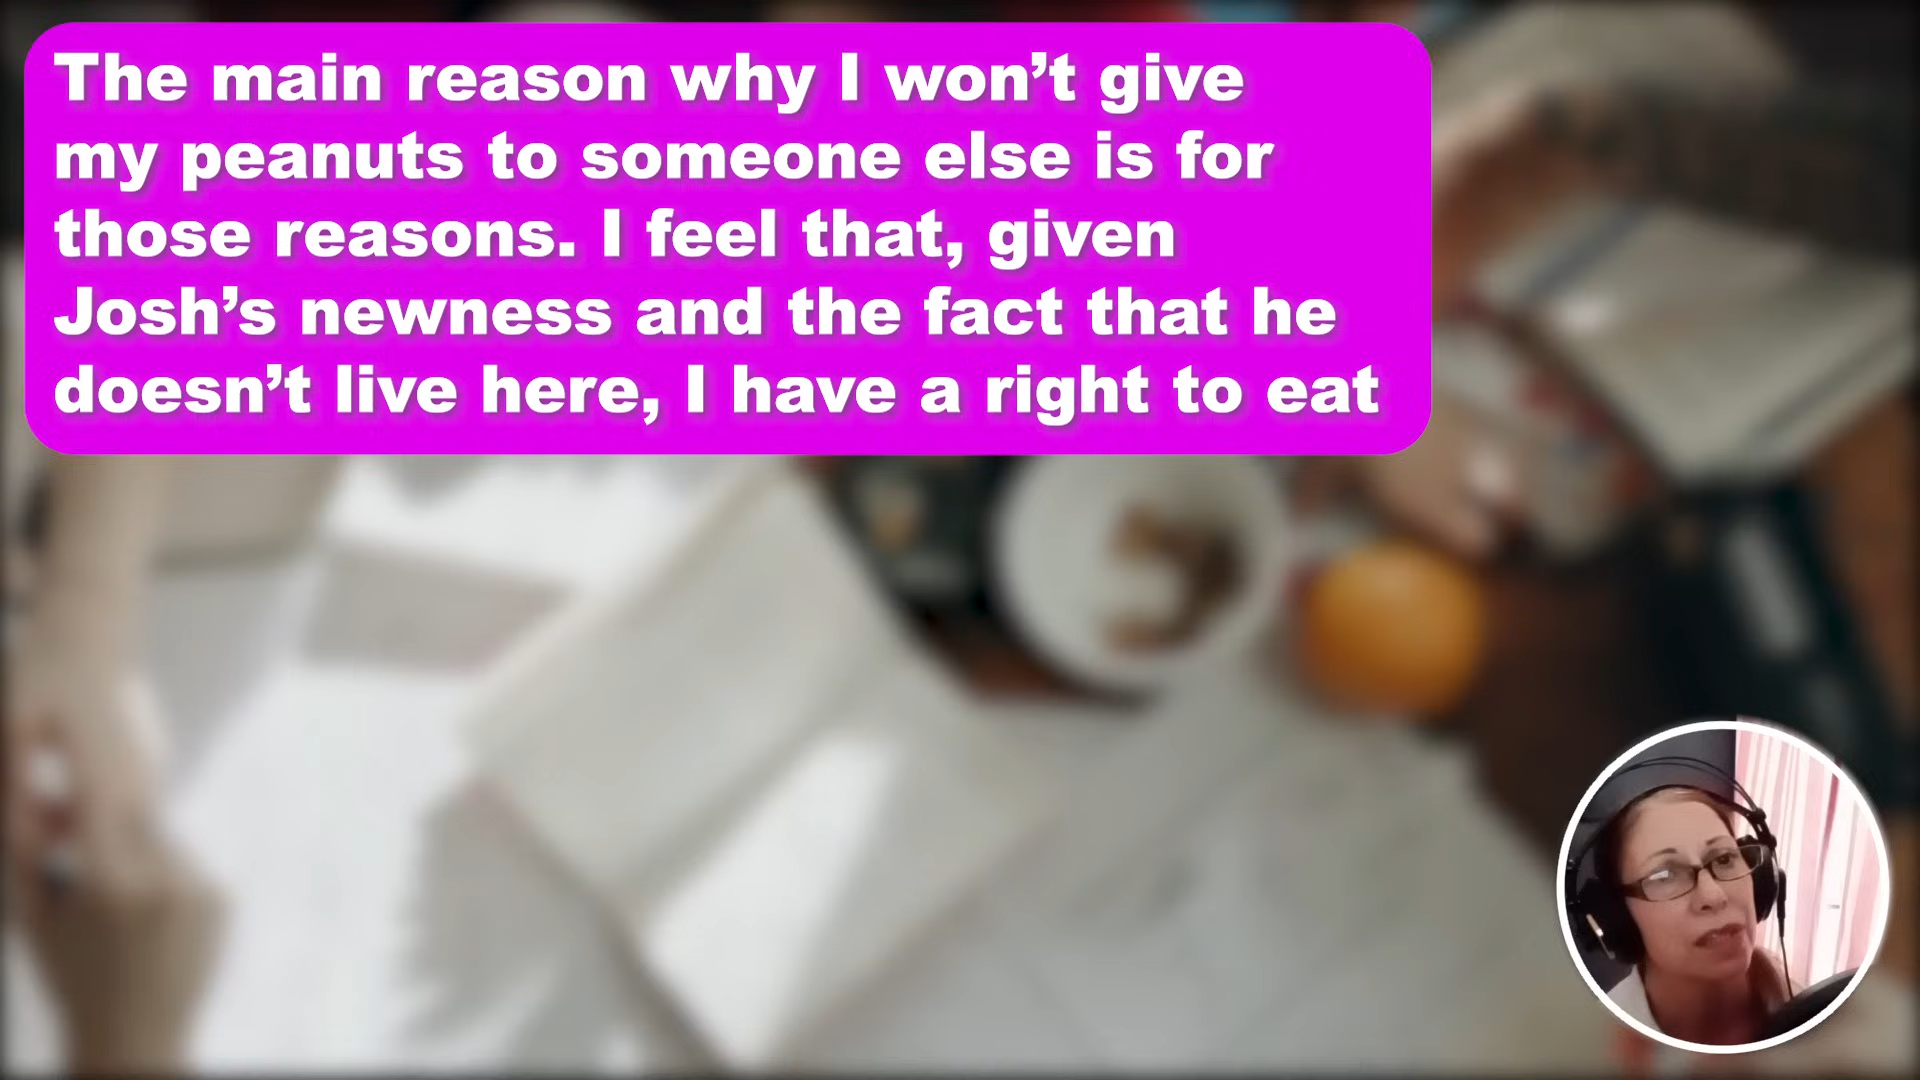 The main reason why I won’t give
my peanuts to someone else is for
those reasons. I feel that, given
Josh’s newness and the fact that he
doesn’t live here, I have a right to eat